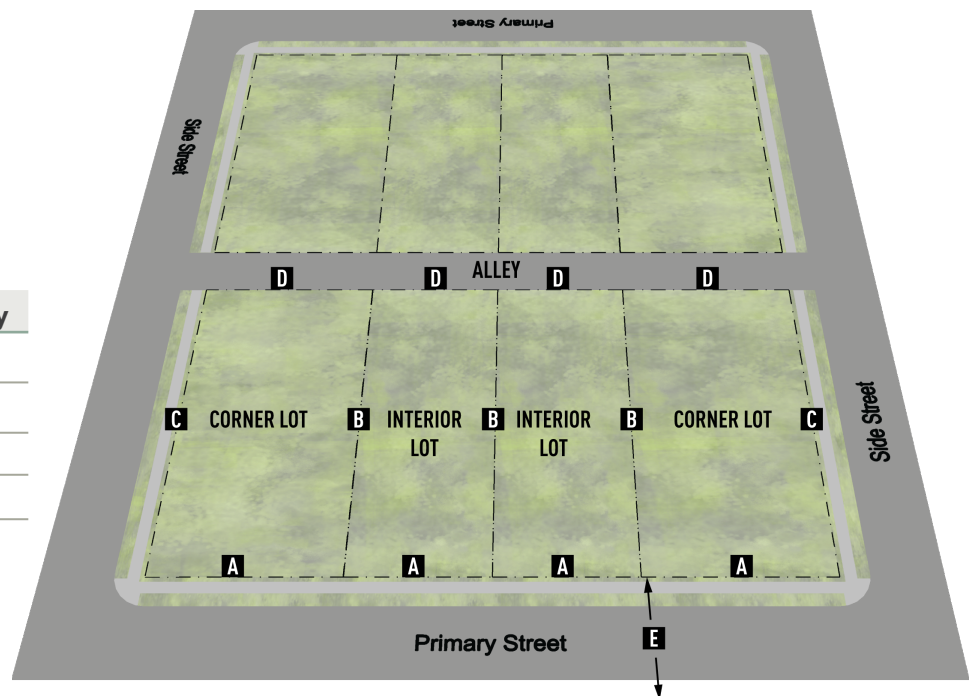 Primary Street
Side Street
ALLEY
D
D
D
D
y
C
CORNER LOT
B
INTERIOR
LOT
B
INTERIOR
LOT
B
CORNER LOT
C
Side Street
A
A
A
A
Primary Street
E